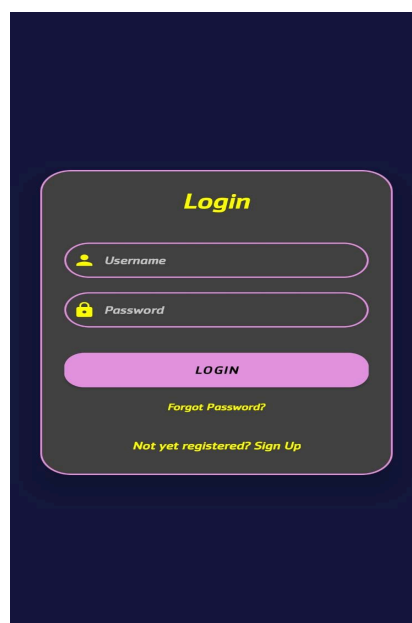 Login
Username
Password
LOGIN
Forgot Password?
Not yet registered? Sign Up